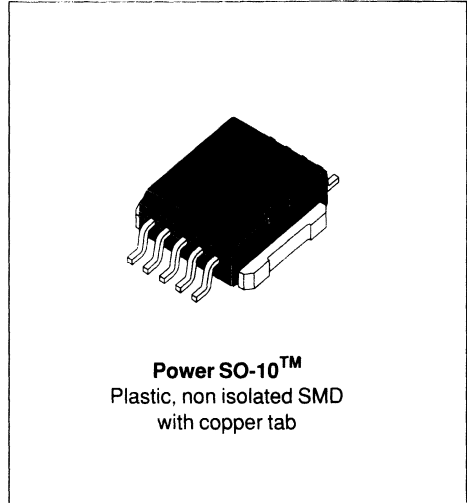 Power SO-10™
Plastic, non isolated SMD
with copper tab